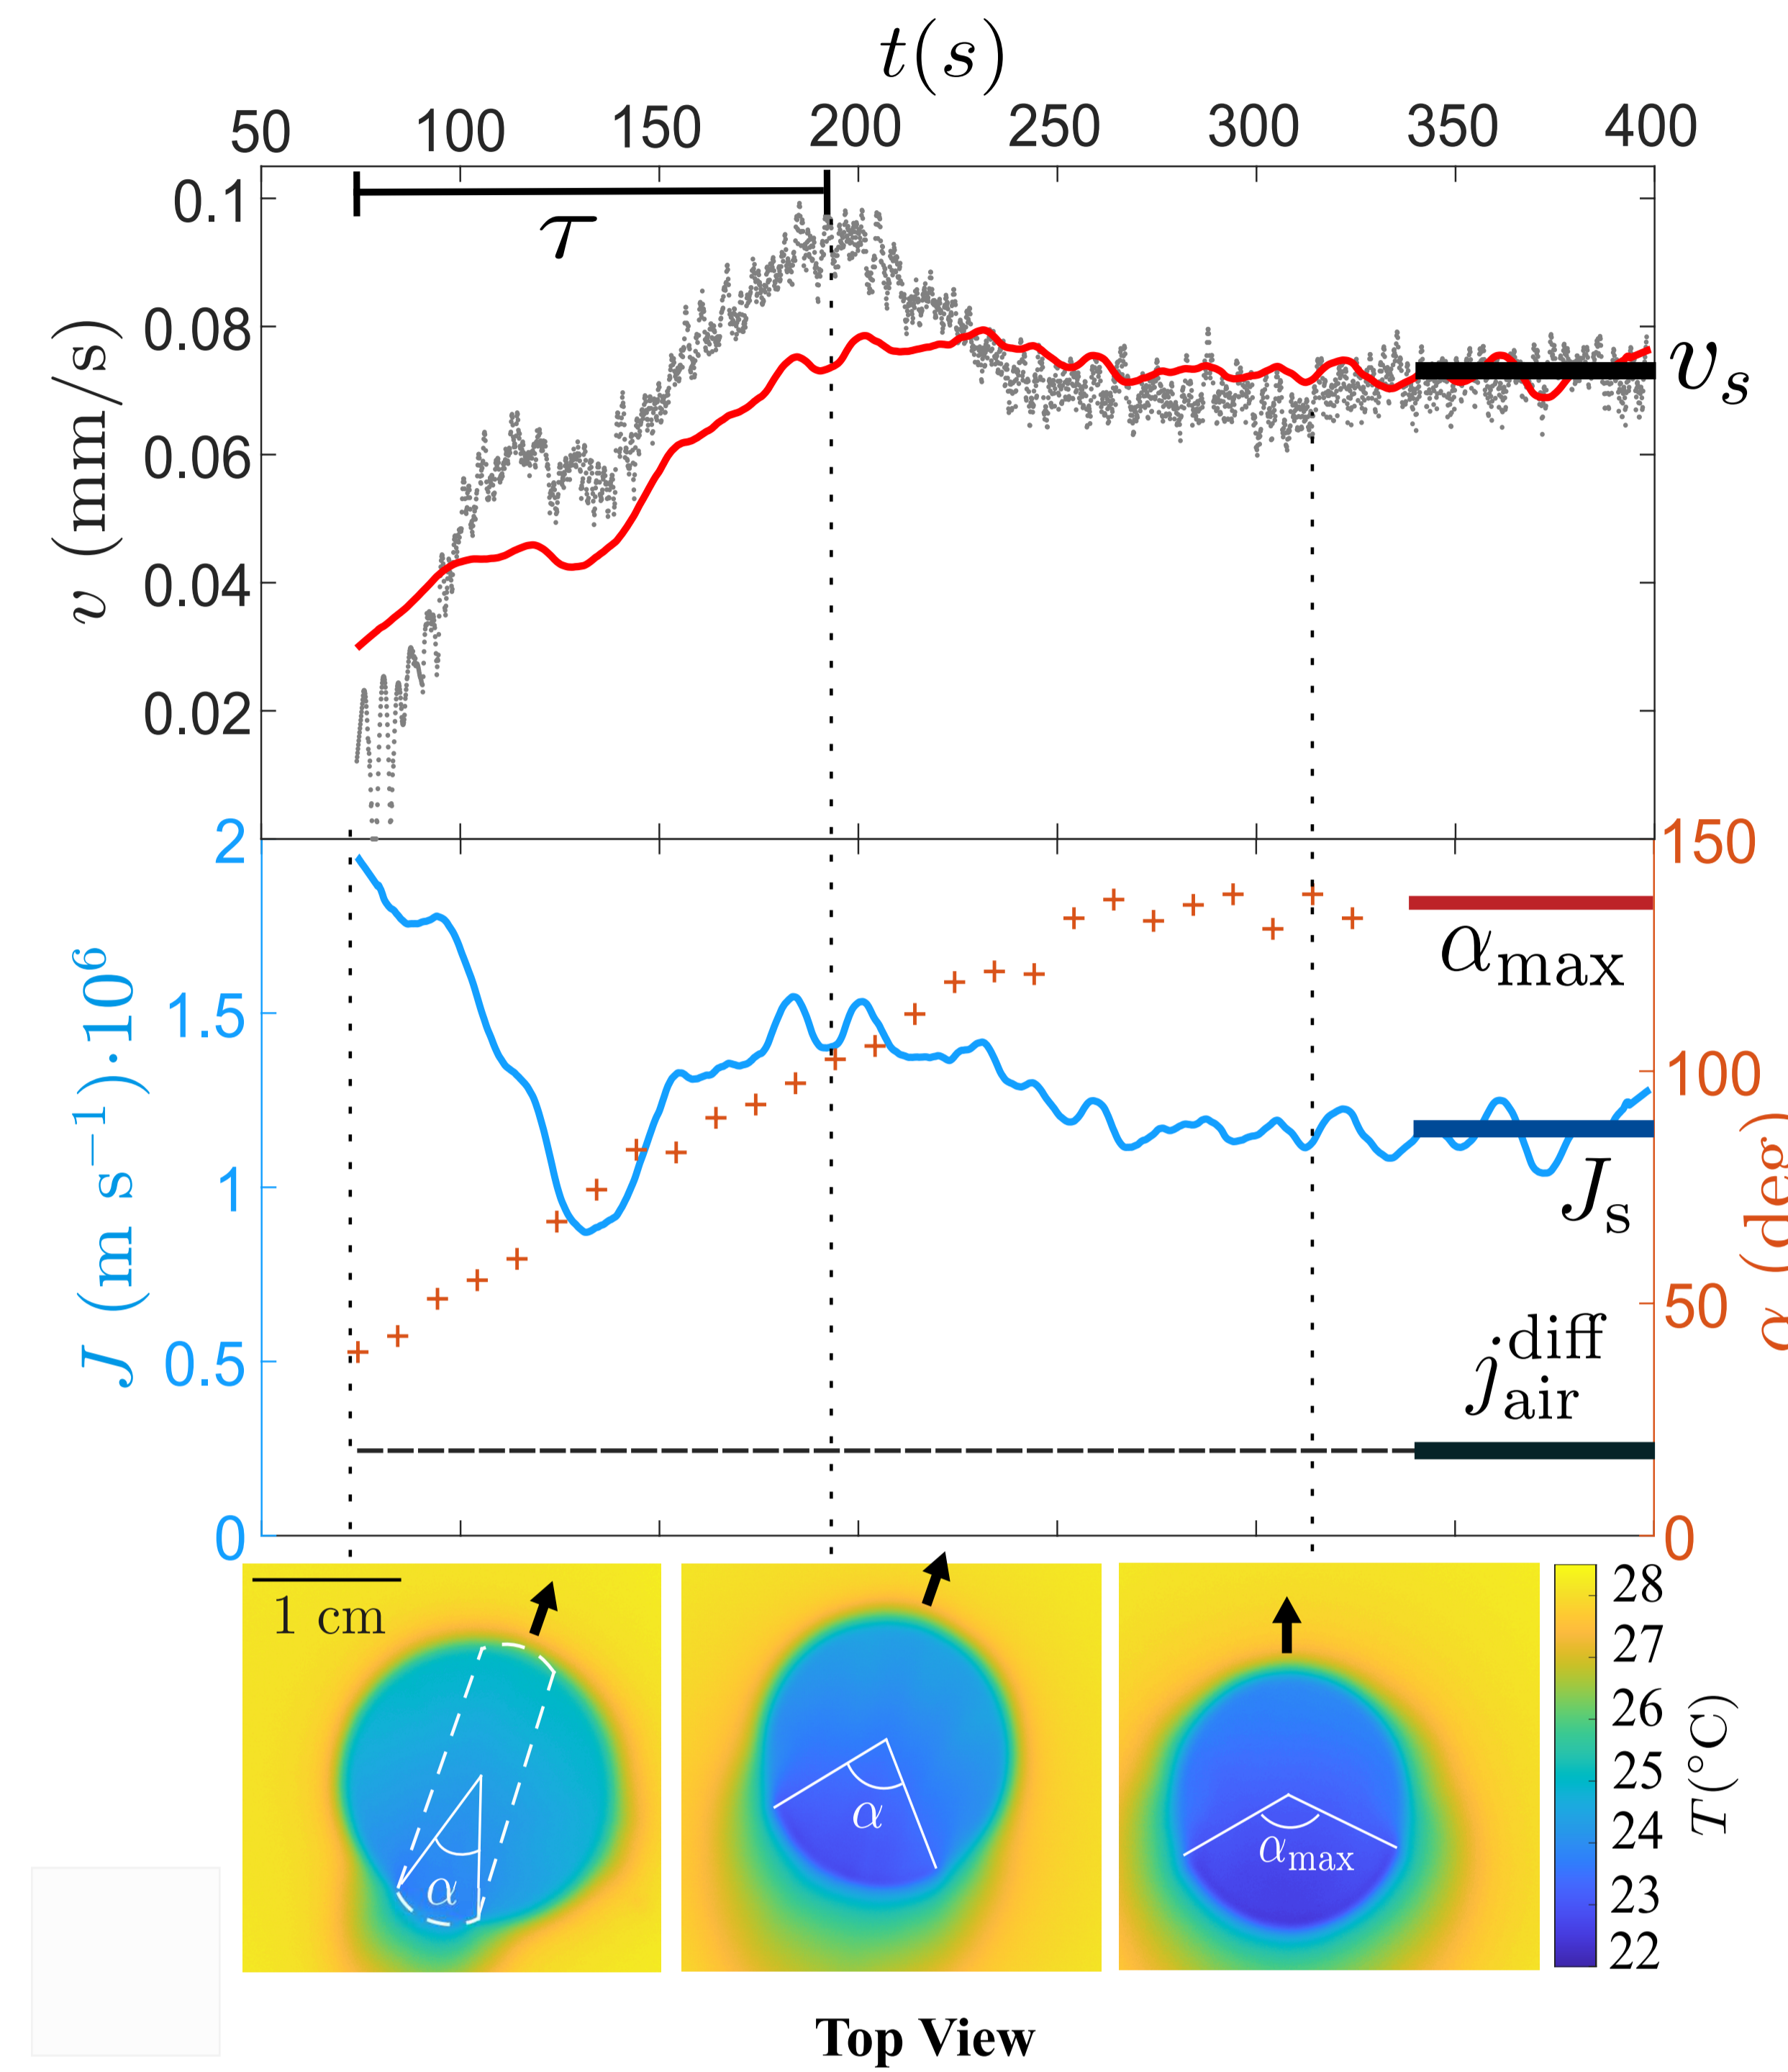 t(s)
50 100 150 200 250 300 350 400
0.1
τ
0.08
v_s
v (mm/s)
0.06
0.04
0.02
2 150
α_max
J (m s⁻¹)·10⁶
1.5
100
1
J_s
α (deg)
50
0.5
j_air^diff
0 0
1 cm
α
α
α_max
28
27
26
25
24
23
22
T(°C)
Top View